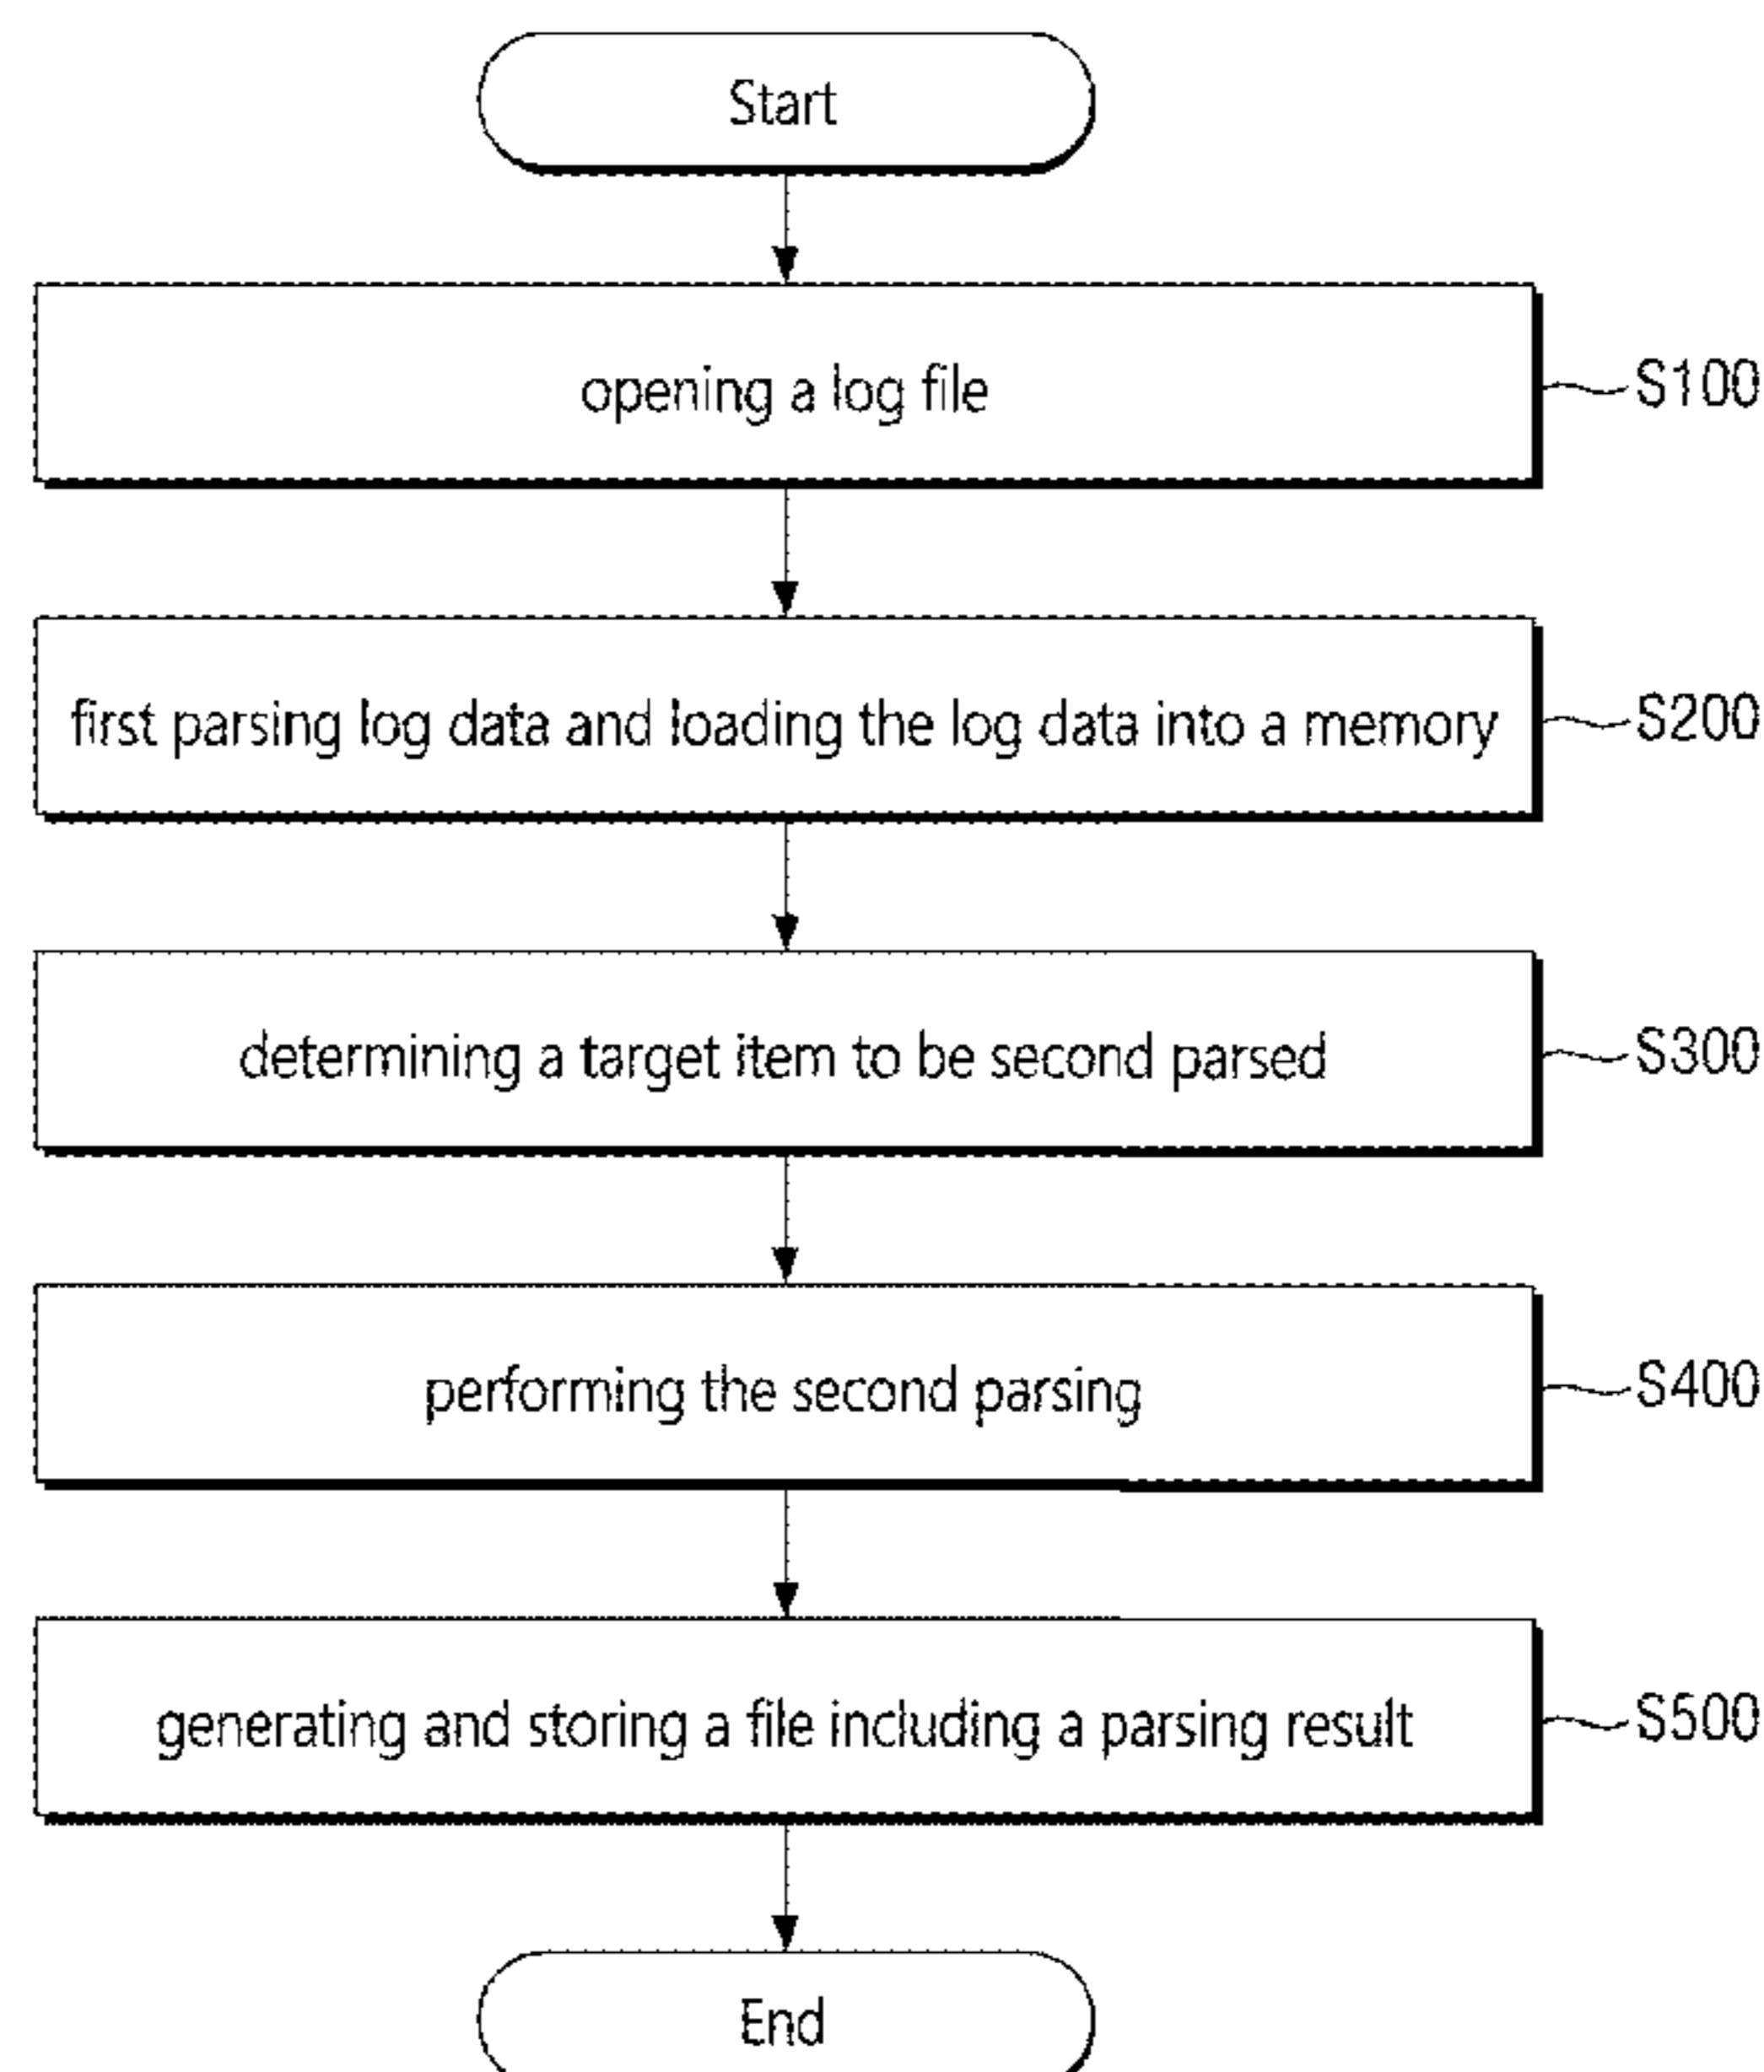 Start
opening a log file
S100
first parsing log data and loading the log data into a memory
S200
determining a target item to be second parsed
S300
performing the second parsing
S400
generating and storing a file including a parsing result
S500
End